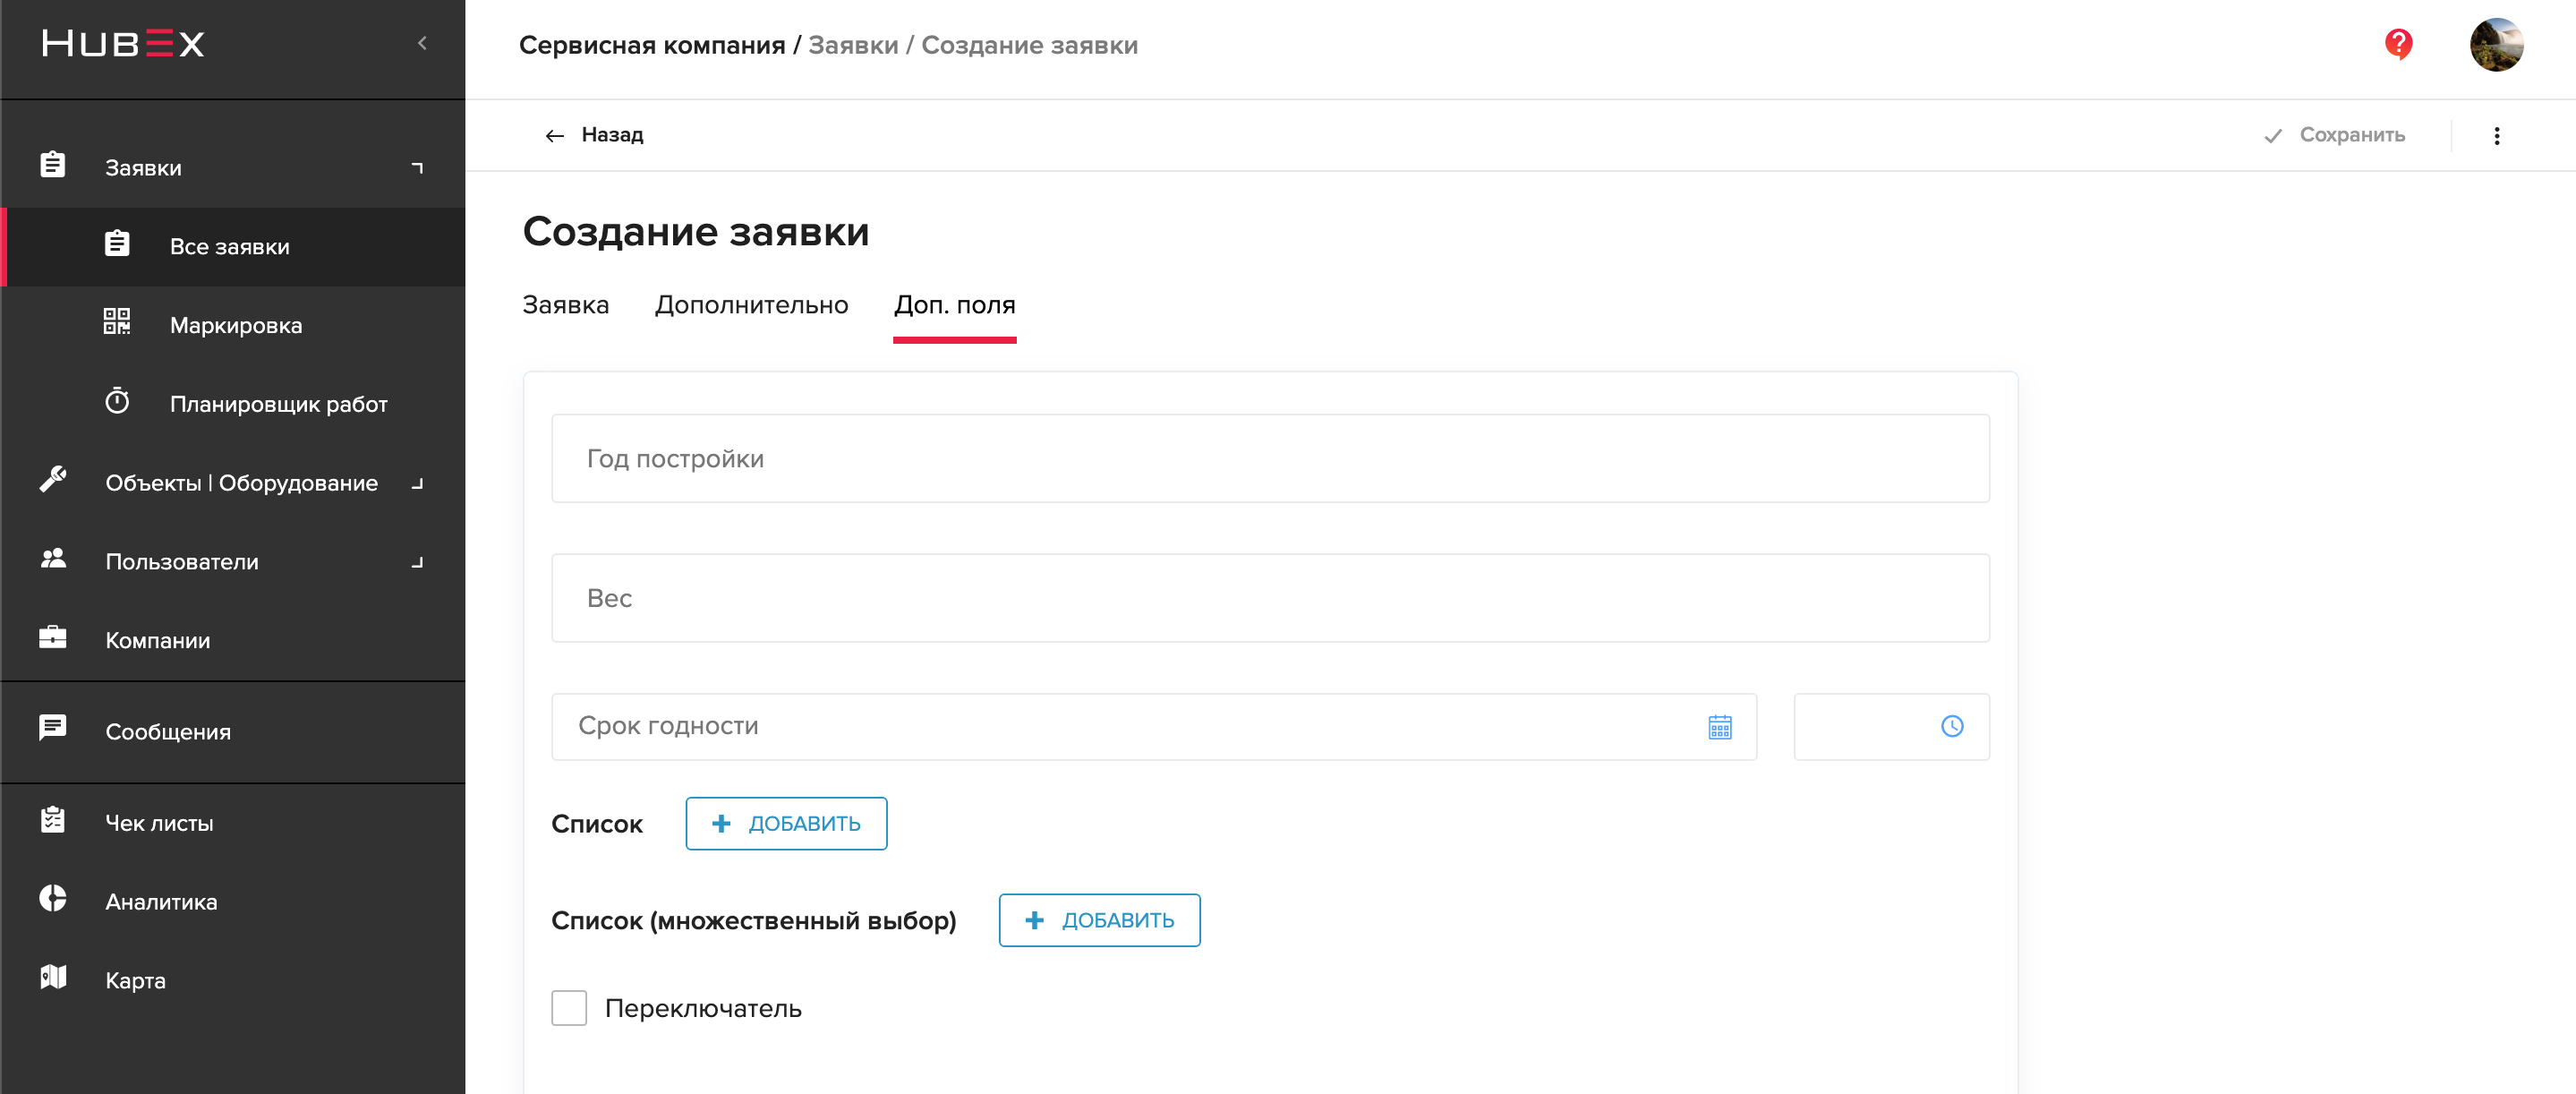 HUBEX
Сервисная компания / Заявки / Создание заявки
Назад
Сохранить
Заявки
Все заявки
Маркировка
Планировщик работ
Объекты | Оборудование
Пользователи
Компании
Сообщения
Чек листы
Аналитика
Карта
Создание заявки
Заявка Дополнительно Доп. поля
Год постройки
Вес
Срок годности
Список + ДОБАВИТЬ
Список (множественный выбор) + ДОБАВИТЬ
Переключатель